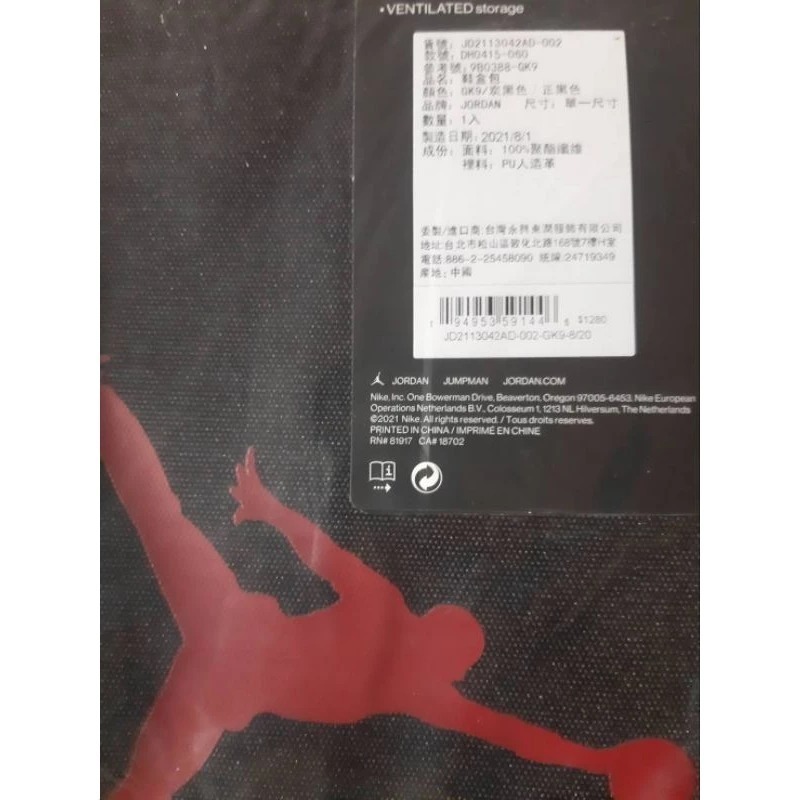 • VENTILATED storage
貨號: JD2113042AD-002
款號: DH0415-060
參考號: 9B0388-GK9
品名: 鞋盒包
顏色: GK9/炭黑色 / 正黑色
品牌: JORDAN 尺寸: 單一尺寸
數量: 1入
製造日期: 2021/8/1
成份: 面料: 100%聚酯纖維
裡料: PU人造革
委製/進口商:台灣永興東潤服飾有限公司
地址:台北市松山區敦化北路168號7樓H室
電話:886-2-25458090 統編:24719349
產地: 中國
1 94953 59144 6 $1280
JD2113042AD-002-GK9-8/20
JORDAN JUMPMAN JORDAN.COM
Nike, Inc. One Bowerman Drive, Beaverton, Oregon 97005-6453. Nike European
Operations Netherlands B.V., Colosseum 1, 1213 NL Hilversum, The Netherlands
©2021 Nike. All rights reserved. / Tous droits reserves.
PRINTED IN CHINA / IMPRIMÉ EN CHINE
RN# 81917 CA# 18702